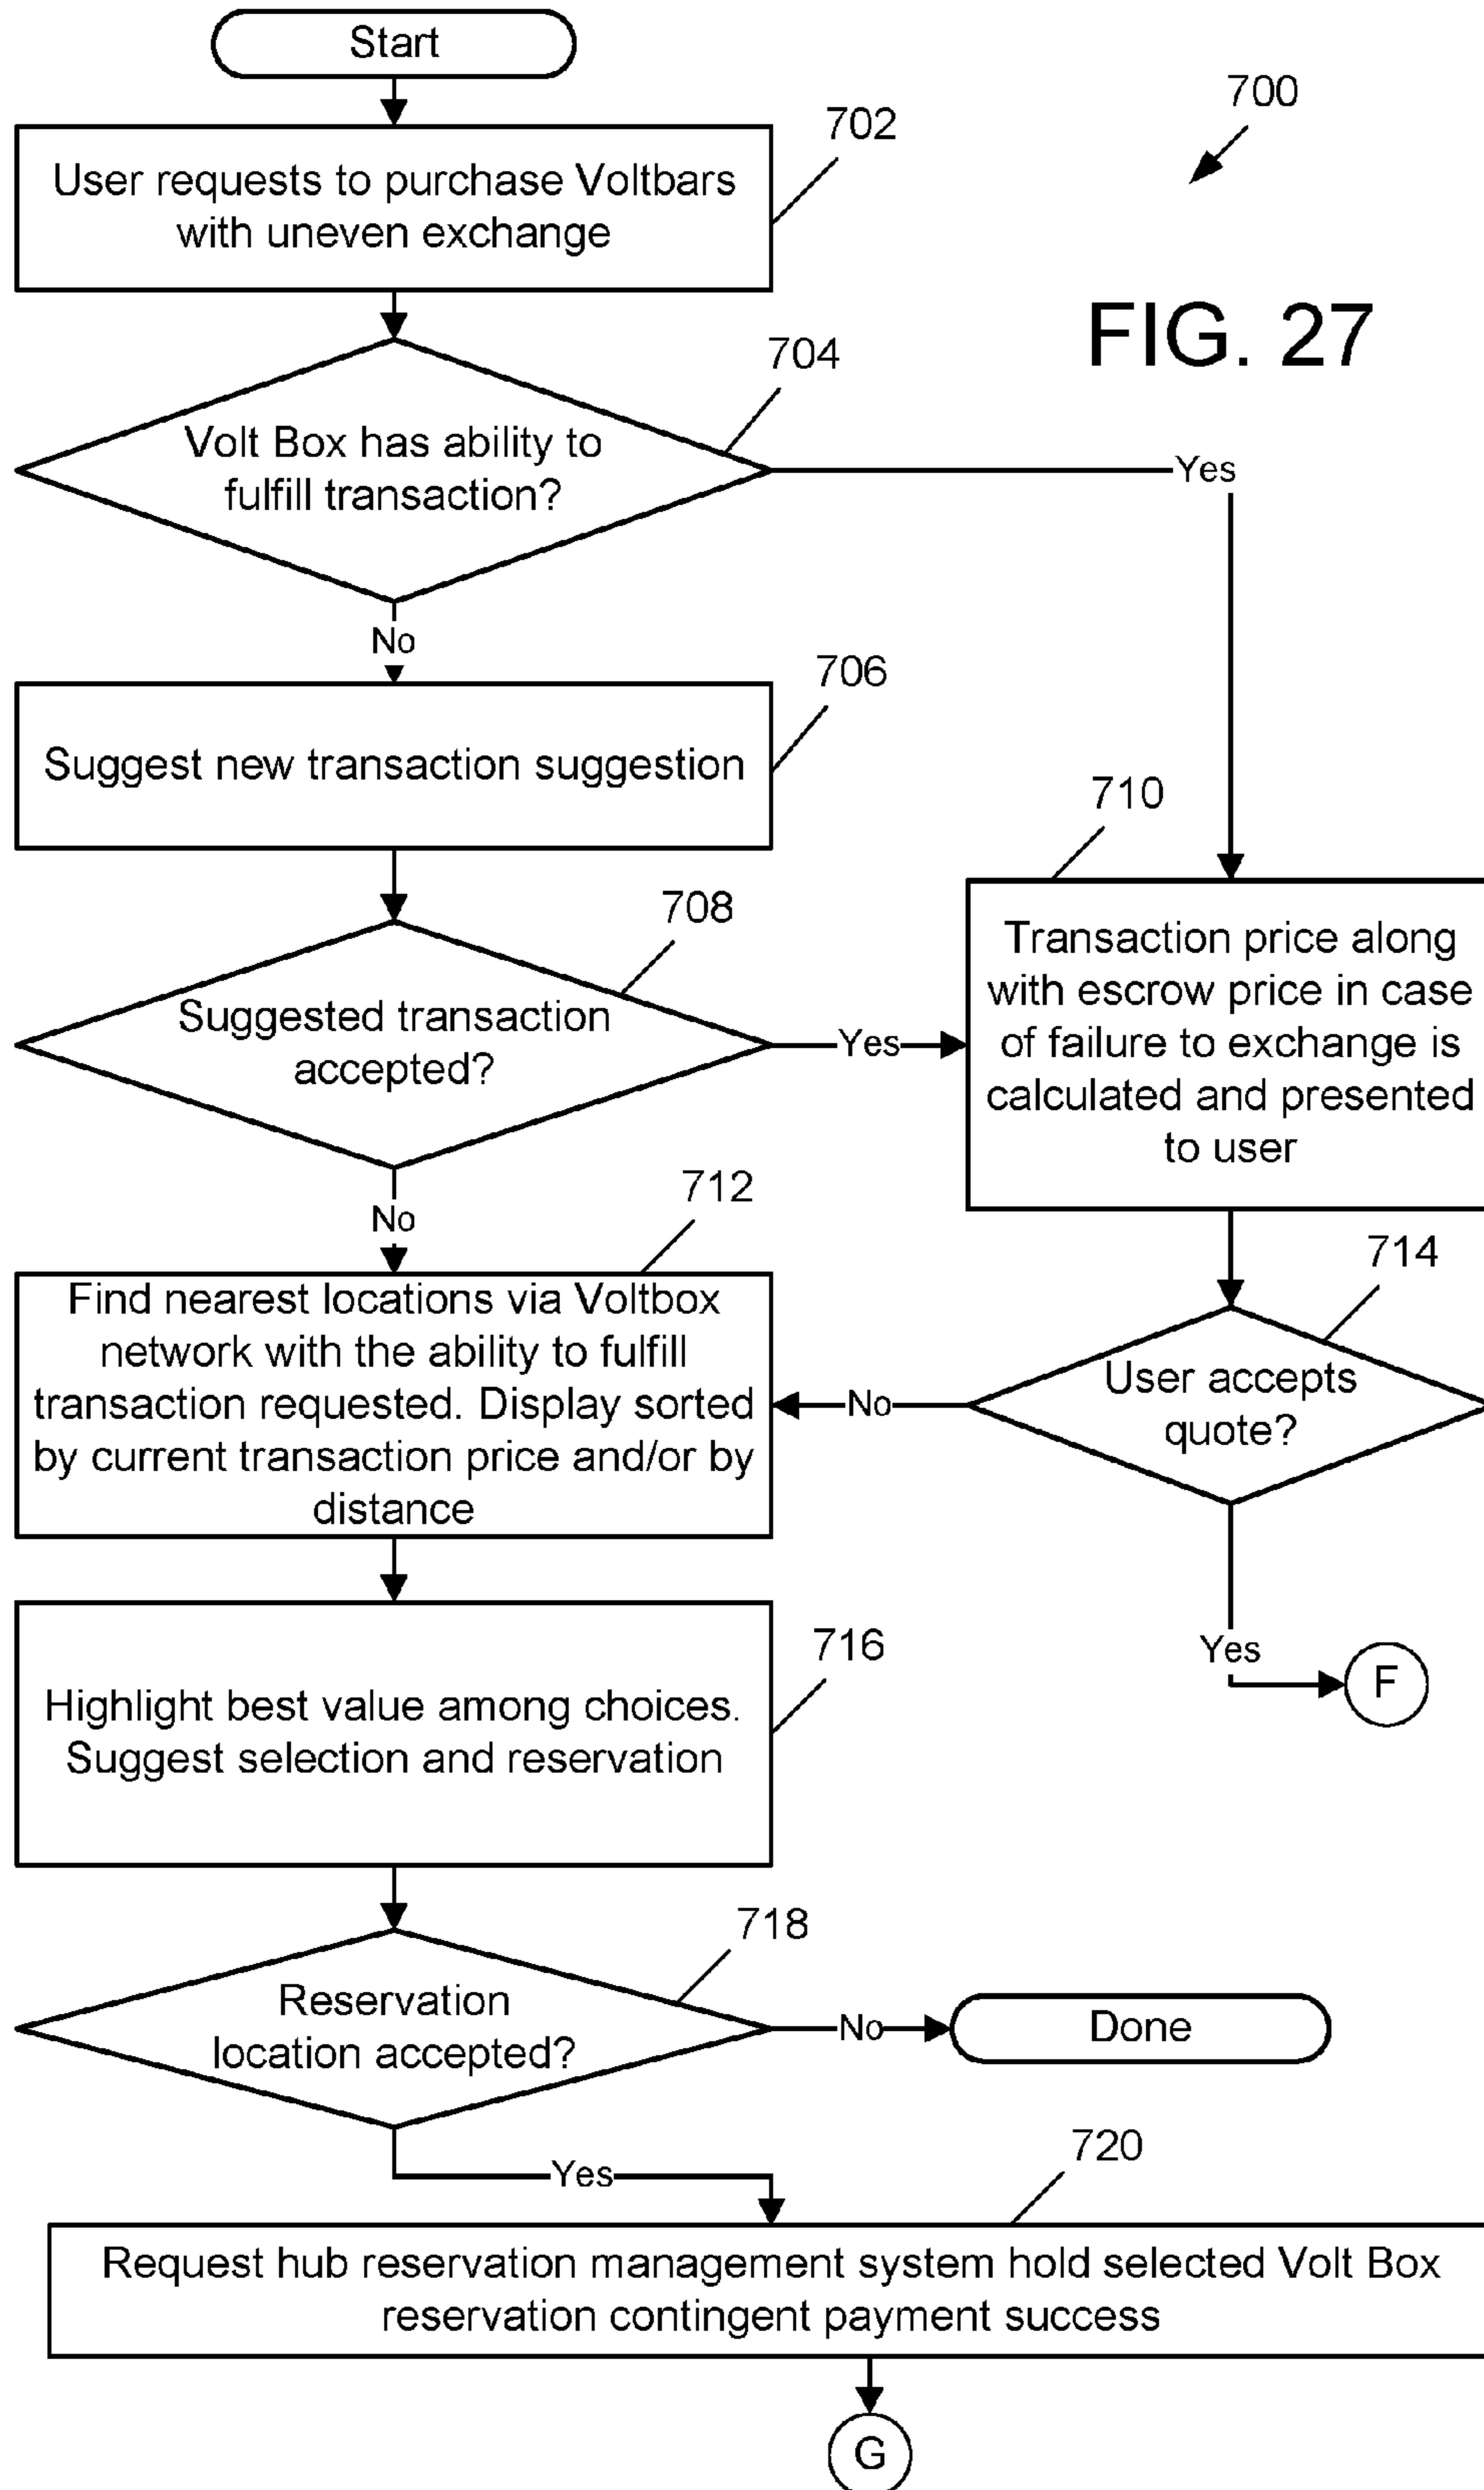 Start
700
702
User requests to purchase Voltbars
with uneven exchange
FIG. 27
704
Volt Box has ability to
fulfill transaction?
Yes
No
706
Suggest new transaction suggestion
710
708
Transaction price along
with escrow price in case
of failure to exchange is
calculated and presented
to user
Suggested transaction
accepted?
Yes
No
712
714
Find nearest locations via Voltbox
network with the ability to fulfill
transaction requested. Display sorted
by current transaction price and/or by
distance
No
User accepts
quote?
Yes
F
716
Highlight best value among choices.
Suggest selection and reservation
718
Reservation
location accepted?
No
Done
Yes
720
Request hub reservation management system hold selected Volt Box
reservation contingent payment success
G